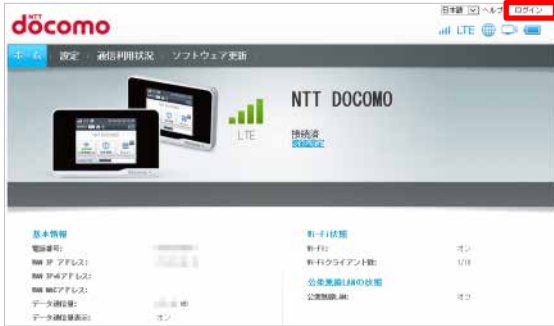 日本語 ヘルプ ログイン
NTT
döcomo
LTE
ホーム 設定 通信利用状況 ソフトウェア更新
NTT DOCOMO
LTE
接続済
基本情報
電話番号:
WAN IP アドレス:
WAN IPv6アドレス:
WAN MACアドレス:
データ通信量:
データ通信量表示: オン
Wi-Fi状態
Wi-Fi: オン
Wi-Fiクライアント数:
公衆無線LANの状態
公衆無線LAN: オフ